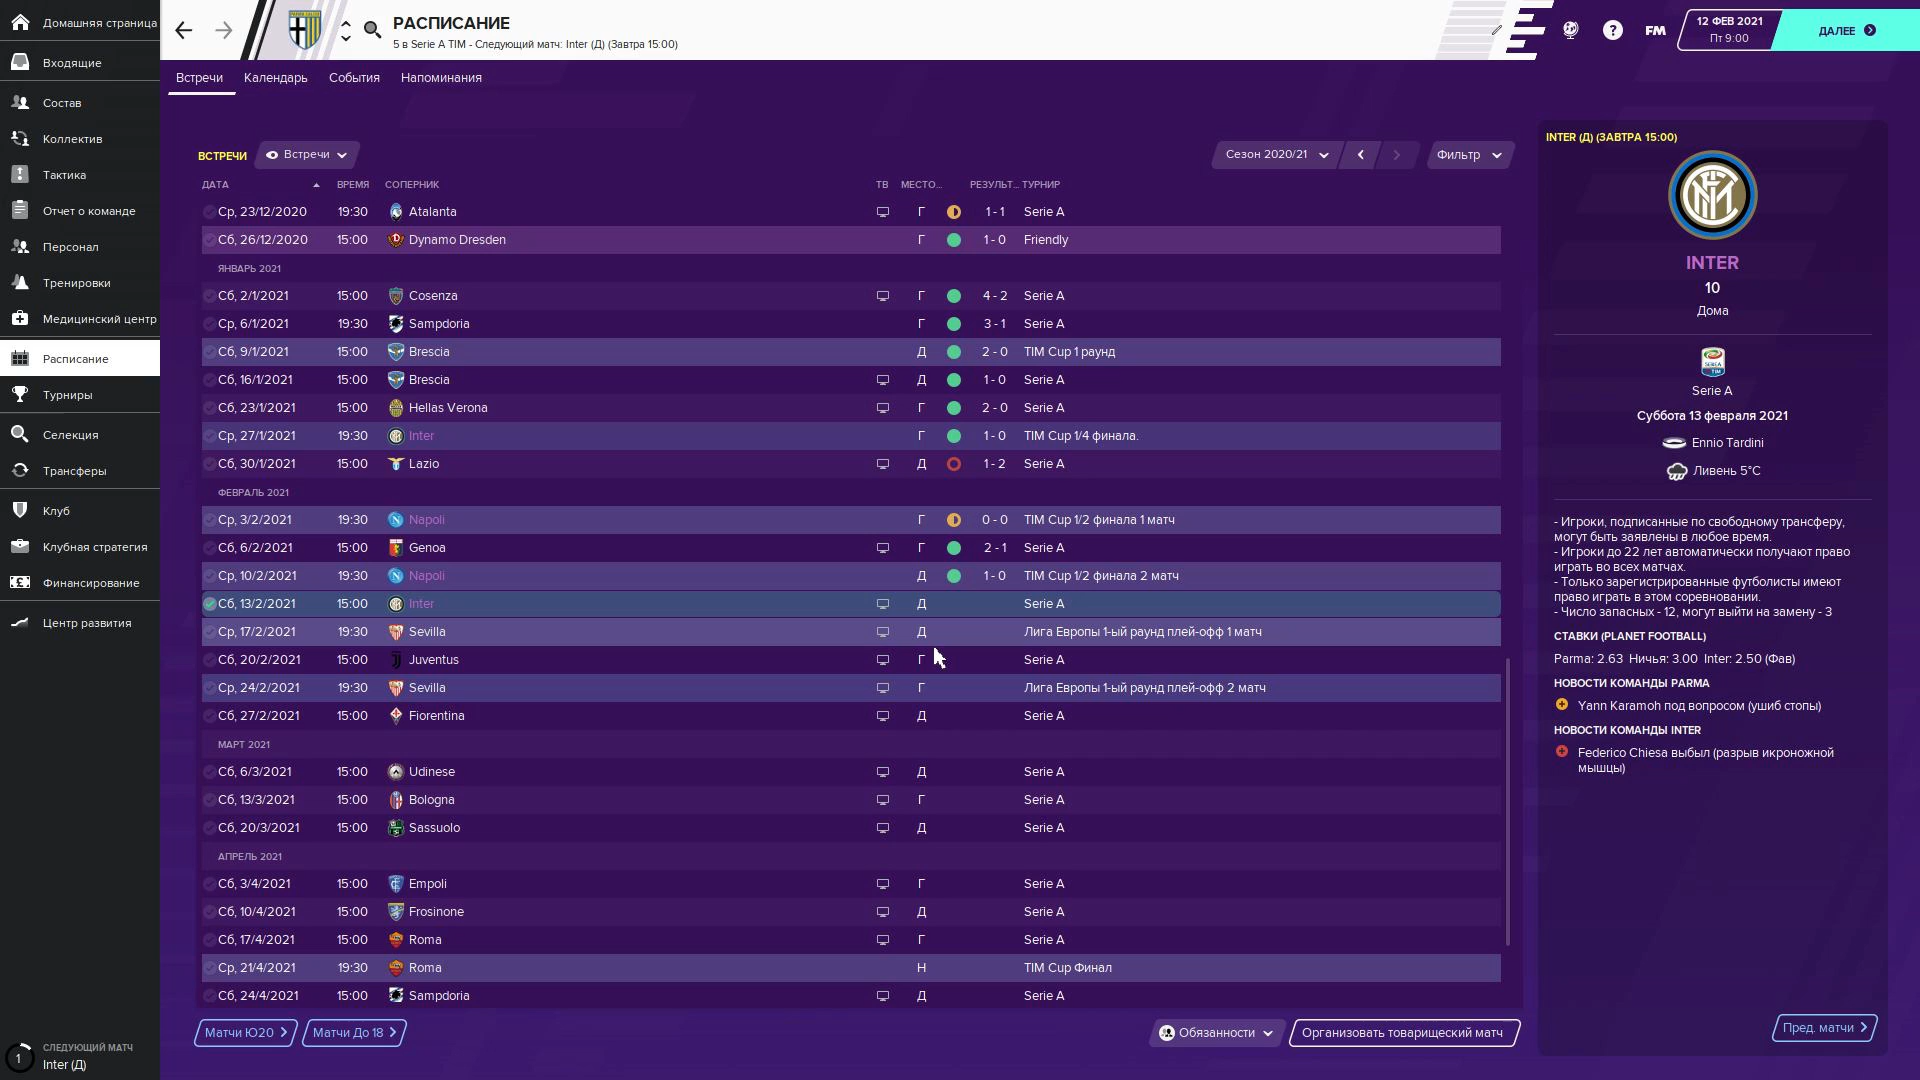 Домашняя страница
Входящие
Состав
Коллектив
Тактика
Отчет о команде
Персонал
Тренировки
Медицинский центр
Расписание
Турниры
Селекция
Трансферы
Клуб
Клубная стратегия
Финансирование
Центр развития
СЛЕДУЮЩИЙ МАТЧ
1 Inter (Д)
РАСПИСАНИЕ
5 в Serie A TIM - Следующий матч: Inter (Д) (Завтра 15:00)
FM
12 ФЕВ 2021
Пт 9:00
ДАЛЕЕ
Встречи Календарь События Напоминания
ВСТРЕЧИ Встречи Сезон 2020/21 Фильтр
ДАТА ВРЕМЯ СОПЕРНИК ТВ МЕСТО... РЕЗУЛЬТ... ТУРНИР
Ср, 23/12/2020 19:30 Atalanta Г 1 - 1 Serie A
Сб, 26/12/2020 15:00 Dynamo Dresden Г 1 - 0 Friendly
ЯНВАРЬ 2021
Сб, 2/1/2021 15:00 Cosenza Г 4 - 2 Serie A
Ср, 6/1/2021 19:30 Sampdoria Г 3 - 1 Serie A
Сб, 9/1/2021 15:00 Brescia Д 2 - 0 TIM Cup 1 раунд
Сб, 16/1/2021 15:00 Brescia Д 1 - 0 Serie A
Сб, 23/1/2021 15:00 Hellas Verona Г 2 - 0 Serie A
Ср, 27/1/2021 19:30 Inter Г 1 - 0 TIM Cup 1/4 финала.
Сб, 30/1/2021 15:00 Lazio Д 1 - 2 Serie A
ФЕВРАЛЬ 2021
Ср, 3/2/2021 19:30 Napoli Г 0 - 0 TIM Cup 1/2 финала 1 матч
Сб, 6/2/2021 15:00 Genoa Г 2 - 1 Serie A
Ср, 10/2/2021 19:30 Napoli Д 1 - 0 TIM Cup 1/2 финала 2 матч
Сб, 13/2/2021 15:00 Inter Д Serie A
Ср, 17/2/2021 19:30 Sevilla Д Лига Европы 1-ый раунд плей-офф 1 матч
Сб, 20/2/2021 15:00 Juventus Г Serie A
Ср, 24/2/2021 19:30 Sevilla Г Лига Европы 1-ый раунд плей-офф 2 матч
Сб, 27/2/2021 15:00 Fiorentina Д Serie A
МАРТ 2021
Сб, 6/3/2021 15:00 Udinese Д Serie A
Сб, 13/3/2021 15:00 Bologna Г Serie A
Сб, 20/3/2021 15:00 Sassuolo Д Serie A
АПРЕЛЬ 2021
Сб, 3/4/2021 15:00 Empoli Г Serie A
Сб, 10/4/2021 15:00 Frosinone Д Serie A
Сб, 17/4/2021 15:00 Roma Г Serie A
Ср, 21/4/2021 19:30 Roma Н TIM Cup Финал
Сб, 24/4/2021 15:00 Sampdoria Д Serie A
Матчи Ю20 Матчи До 18 Обязанности Организовать товарищеский матч
INTER (Д) (ЗАВТРА 15:00)
INTER
10
Дома
Serie A
Суббота 13 февраля 2021
Ennio Tardini
Ливень 5°C
- Игроки, подписанные по свободному трансферу,
могут быть заявлены в любое время.
- Игроки до 22 лет автоматически получают право
играть во всех матчах.
- Только зарегистрированные футболисты имеют
право играть в этом соревновании.
- Число запасных - 12, могут выйти на замену - 3
СТАВКИ (PLANET FOOTBALL)
Parma: 2.63 Ничья: 3.00 Inter: 2.50 (Фав)
НОВОСТИ КОМАНДЫ PARMA
Yann Karamoh под вопросом (ушиб стопы)
НОВОСТИ КОМАНДЫ INTER
Federico Chiesa выбыл (разрыв икроножной
мышцы)
Пред. матчи